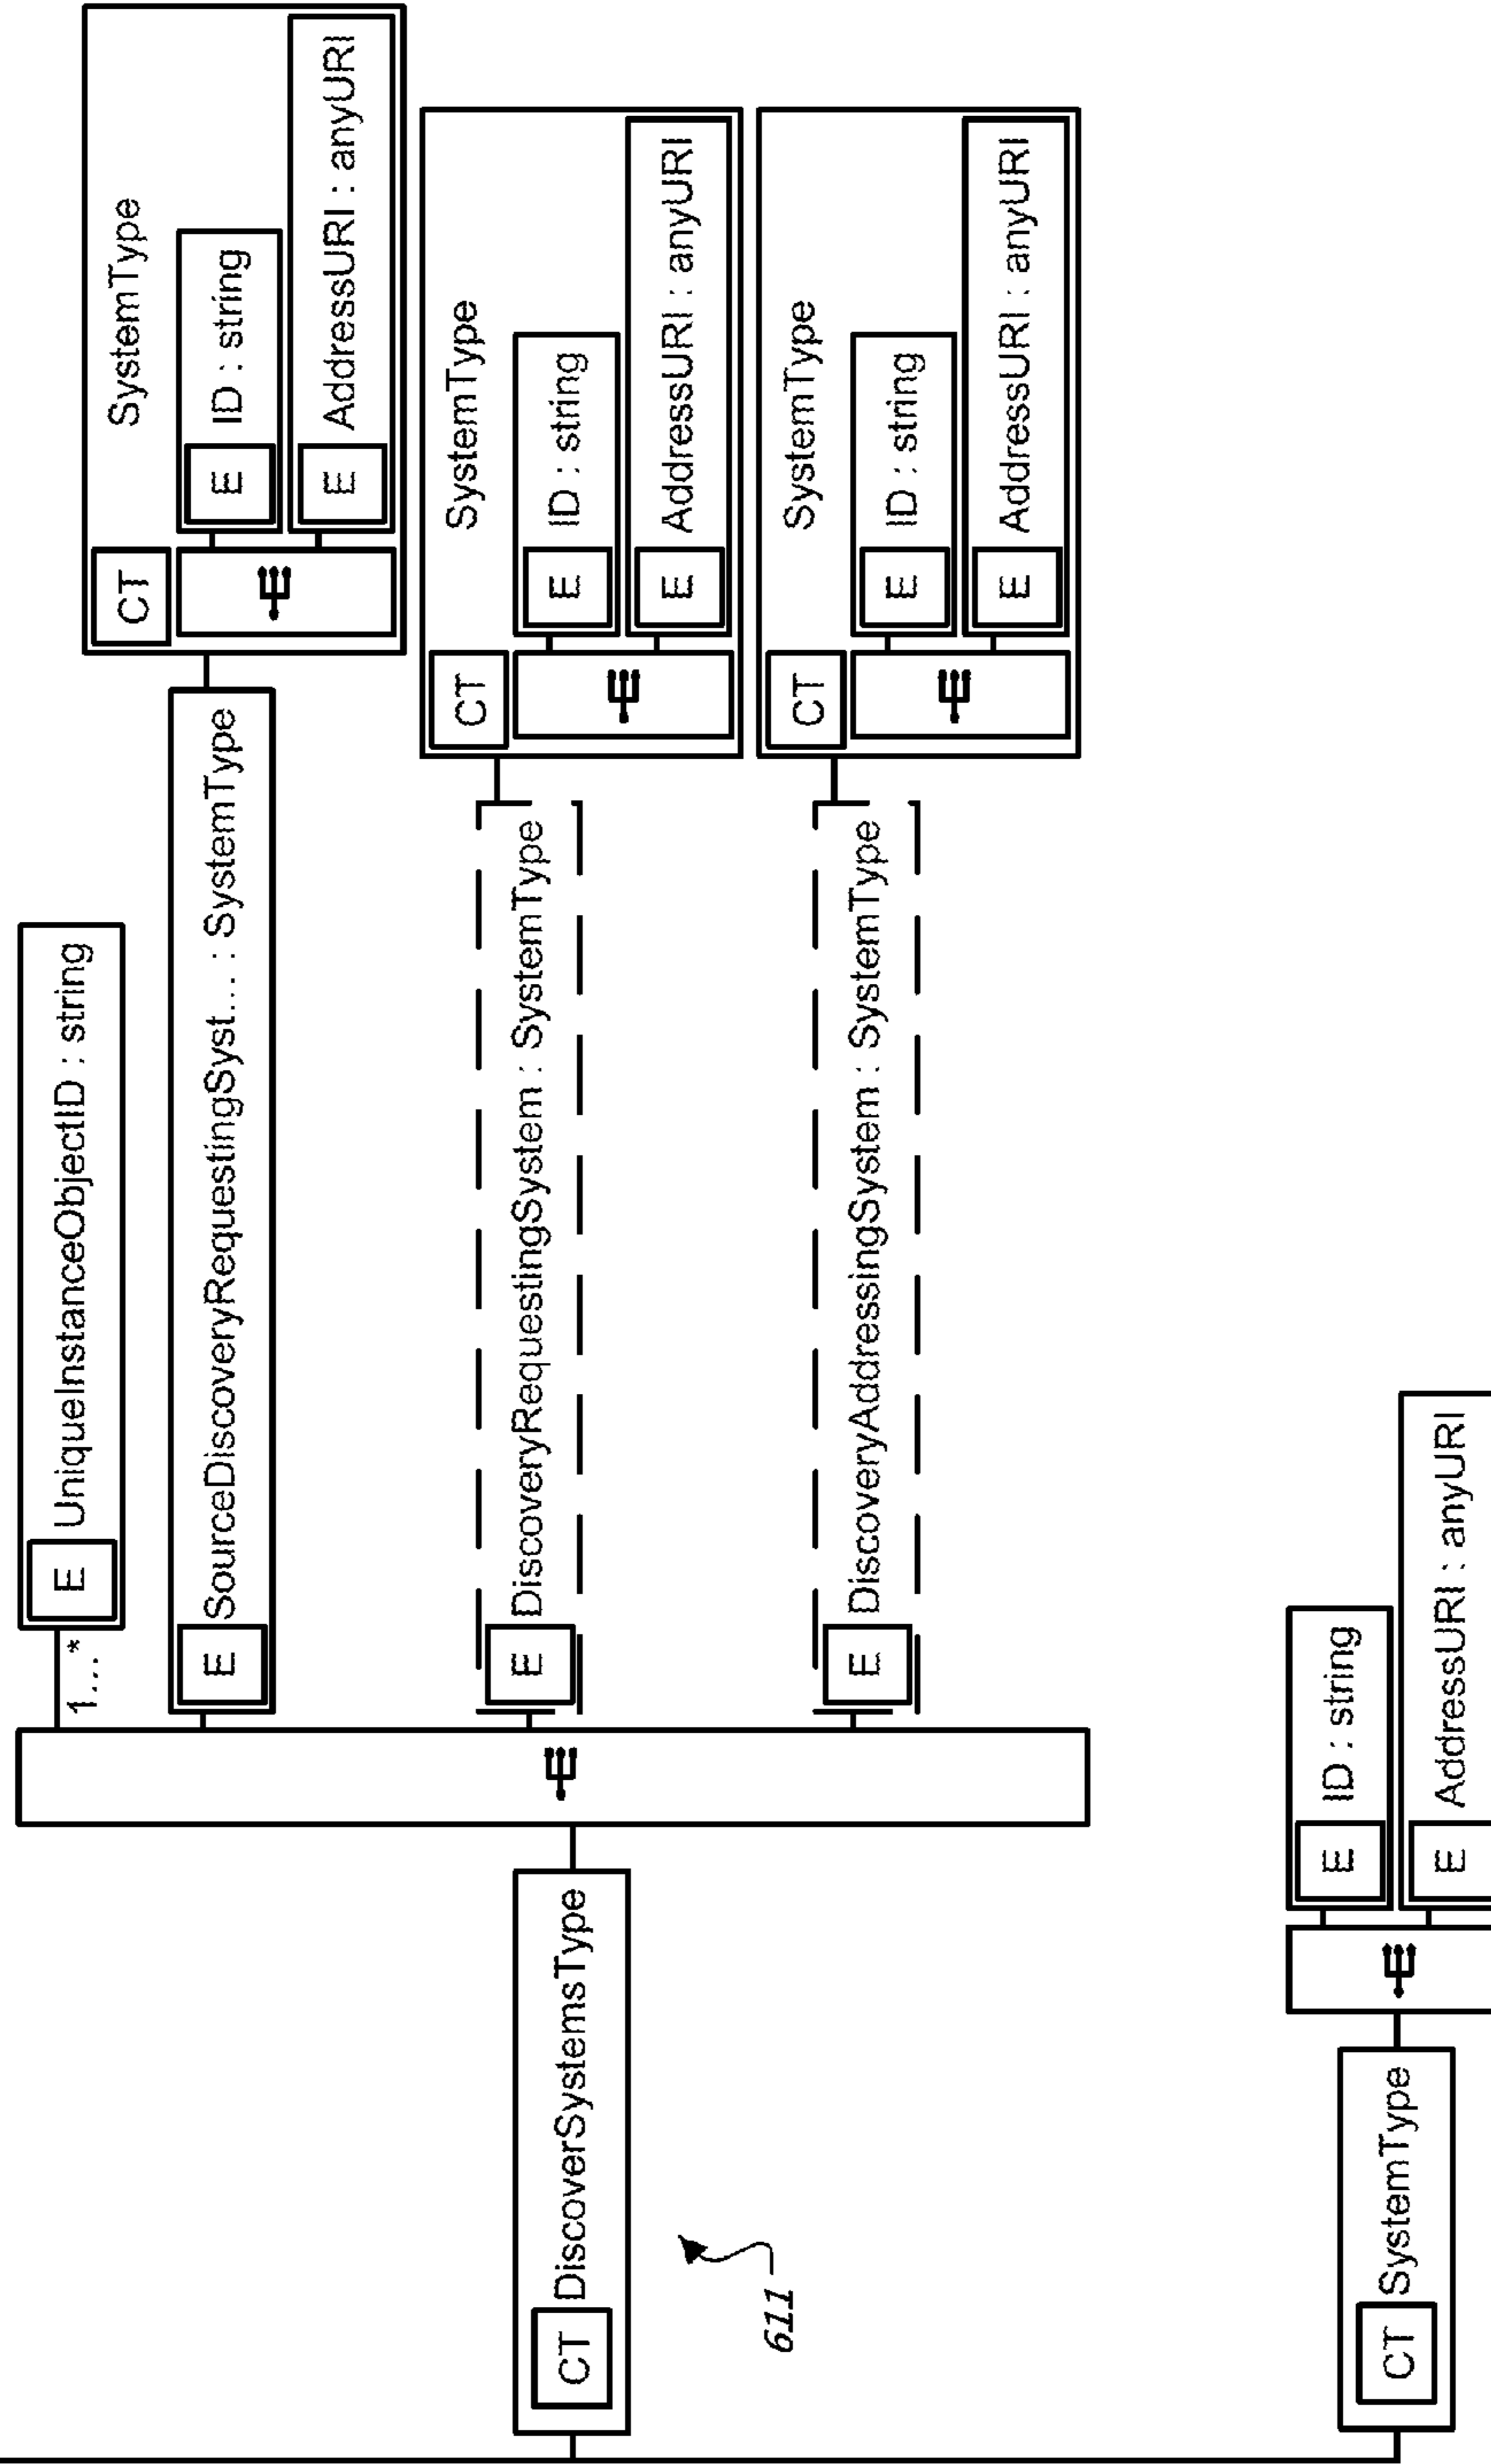 E UniqueInstanceObjectID : string
1...*
E SourceDiscoveryRequestingSyst... : SystemType
CT SystemType
E ID : string
E AddressURI : anyURI
E DiscoveryRequestingSystem : SystemType
CT SystemType
E ID : string
E AddressURI : anyURI
CT DiscoverSystemsType
E DiscoveryAddressingSystem : SystemType
CT SystemType
E ID : string
E AddressURI : anyURI
611
CT SystemType
E ID : string
E AddressURI : anyURI